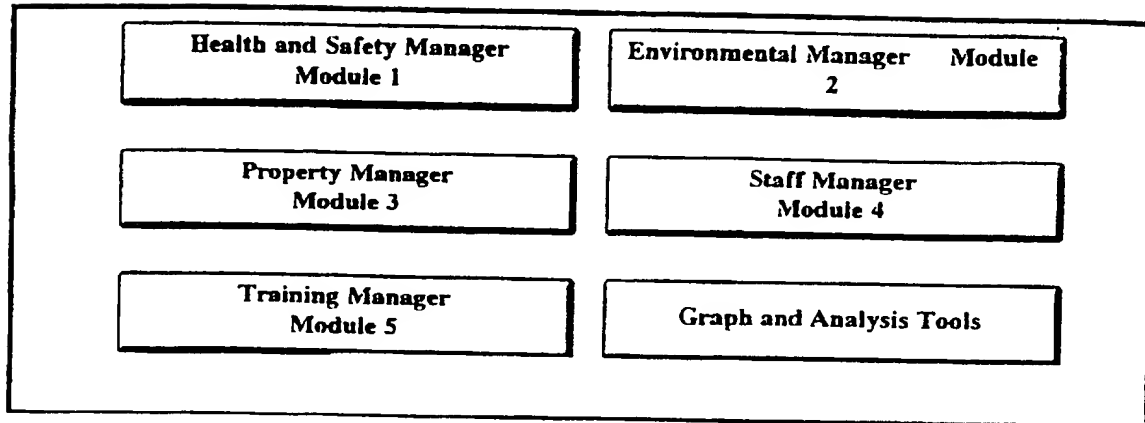 Health and Safety Manager
Module 1
Environmental Manager Module
2
Property Manager
Module 3
Staff Manager
Module 4
Training Manager
Module 5
Graph and Analysis Tools